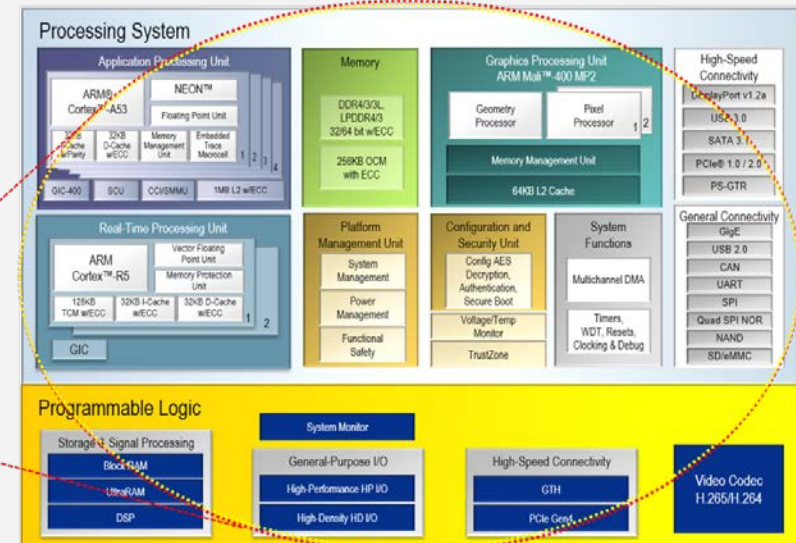 Processing System
Application Processing Unit
ARM®
Cortex™-A53
NEON™
Floating Point Unit
32KB
I-Cache
w/Parity
32KB
D-Cache
w/ECC
Memory
Management
Unit
Embedded
Trace
Macrocell
1
2
3
4
GIC-400
SCU
CCI/SMMU
1MB L2 w/ECC
Memory
DDR4/3/3L,
LPDDR4/3
32/64 bit w/ECC
256KB OCM
with ECC
Graphics Processing Unit
ARM Mali™-400 MP2
Geometry
Processor
Pixel
Processor
1
2
Memory Management Unit
64KB L2 Cache
High-Speed
Connectivity
DisplayPort v1.2a
USB 3.0
SATA 3.1
PCIe® 1.0 / 2.0
PS-GTR
Real-Time Processing Unit
ARM
Cortex™-R5
Vector Floating
Point Unit
Memory Protection
Unit
128KB
TCM w/ECC
32KB I-Cache
w/ECC
32KB D-Cache
w/ECC
1
2
GIC
Platform
Management Unit
System
Management
Power
Management
Functional
Safety
Configuration and
Security Unit
Config AES
Decryption,
Authentication,
Secure Boot
Voltage/Temp
Monitor
TrustZone
System
Functions
Multichannel DMA
Timers,
WDT, Resets,
Clocking & Debug
General Connectivity
GigE
USB 2.0
CAN
UART
SPI
Quad SPI NOR
NAND
SD/eMMC
Programmable Logic
Storage & Signal Processing
Block RAM
UltraRAM
DSP
System Monitor
General-Purpose I/O
High-Performance HP I/O
High-Density HD I/O
High-Speed Connectivity
GTH
PCIe Gen4
Video Codec
H.265/H.264